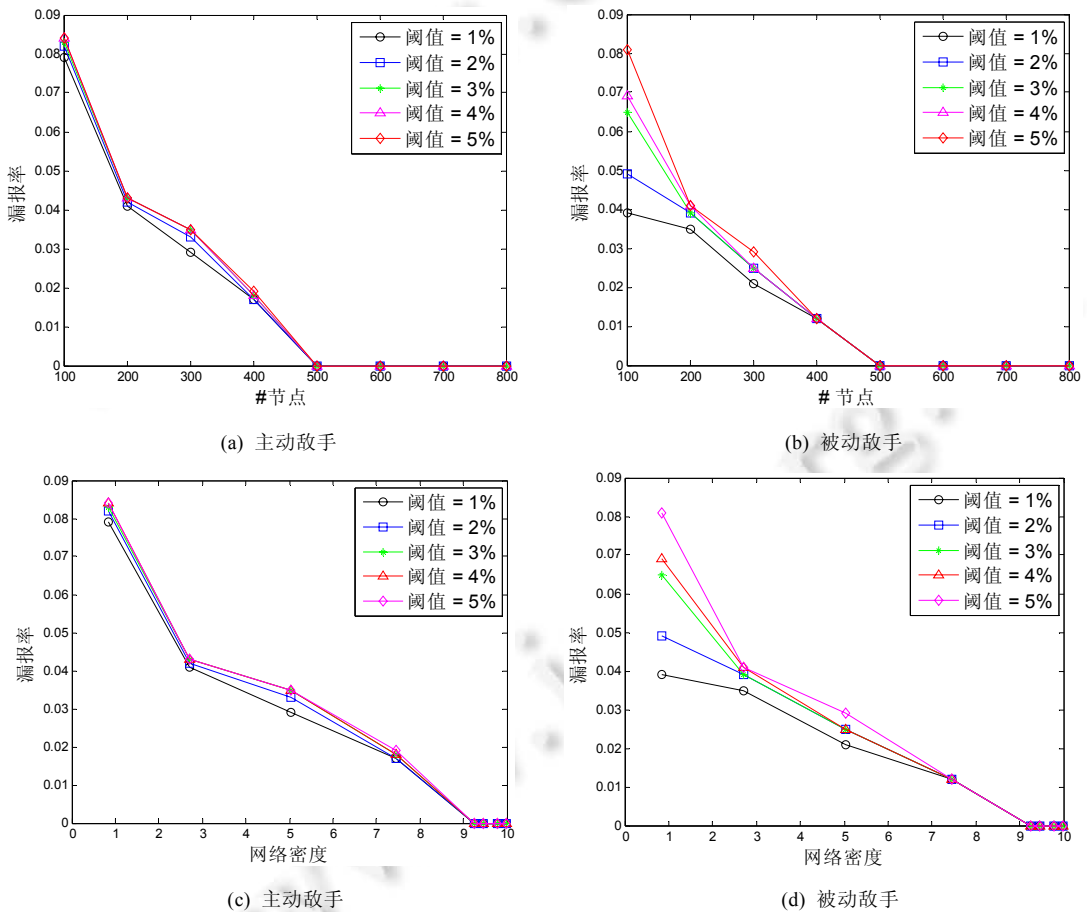 0.09
0.08
0.07
0.06
0.05
0.04
0.03
0.02
0.01
0
漏报率
100 200 300 400 500 600 700 800
#节点
阈值 = 1%
阈值 = 2%
阈值 = 3%
阈值 = 4%
阈值 = 5%
(a) 主动敌手
0.09
0.08
0.07
0.06
0.05
0.04
0.03
0.02
0.01
0
漏报率
100 200 300 400 500 600 700 800
# 节点
阈值 = 1%
阈值 = 2%
阈值 = 3%
阈值 = 4%
阈值 = 5%
(b) 被动敌手
0.09
0.08
0.07
0.06
0.05
0.04
0.03
0.02
0.01
0
漏报率
0 1 2 3 4 5 6 7 8 9 10
网络密度
阈值 = 1%
阈值 = 2%
阈值 = 3%
阈值 = 4%
阈值 = 5%
(c) 主动敌手
0.09
0.08
0.07
0.06
0.05
0.04
0.03
0.02
0.01
0
漏报率
0 1 2 3 4 5 6 7 8 9 10
网络密度
阈值 = 1%
阈值 = 2%
阈值 = 3%
阈值 = 4%
阈值 = 5%
(d) 被动敌手